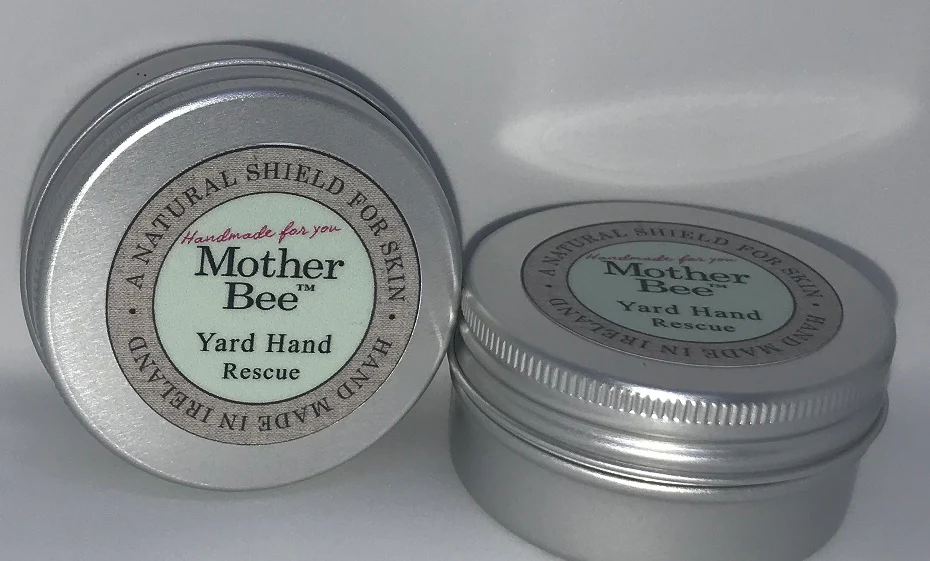 A NATURAL SHIELD FOR SKIN
Handmade for you
Mother
Bee™
Yard Hand
Rescue
• HAND MADE IN IRELAND •
A NATURAL SHIELD FOR SKIN
Handmade for you
Mother
Bee™
Yard Hand
Rescue
• HAND MADE IN IRELAND •